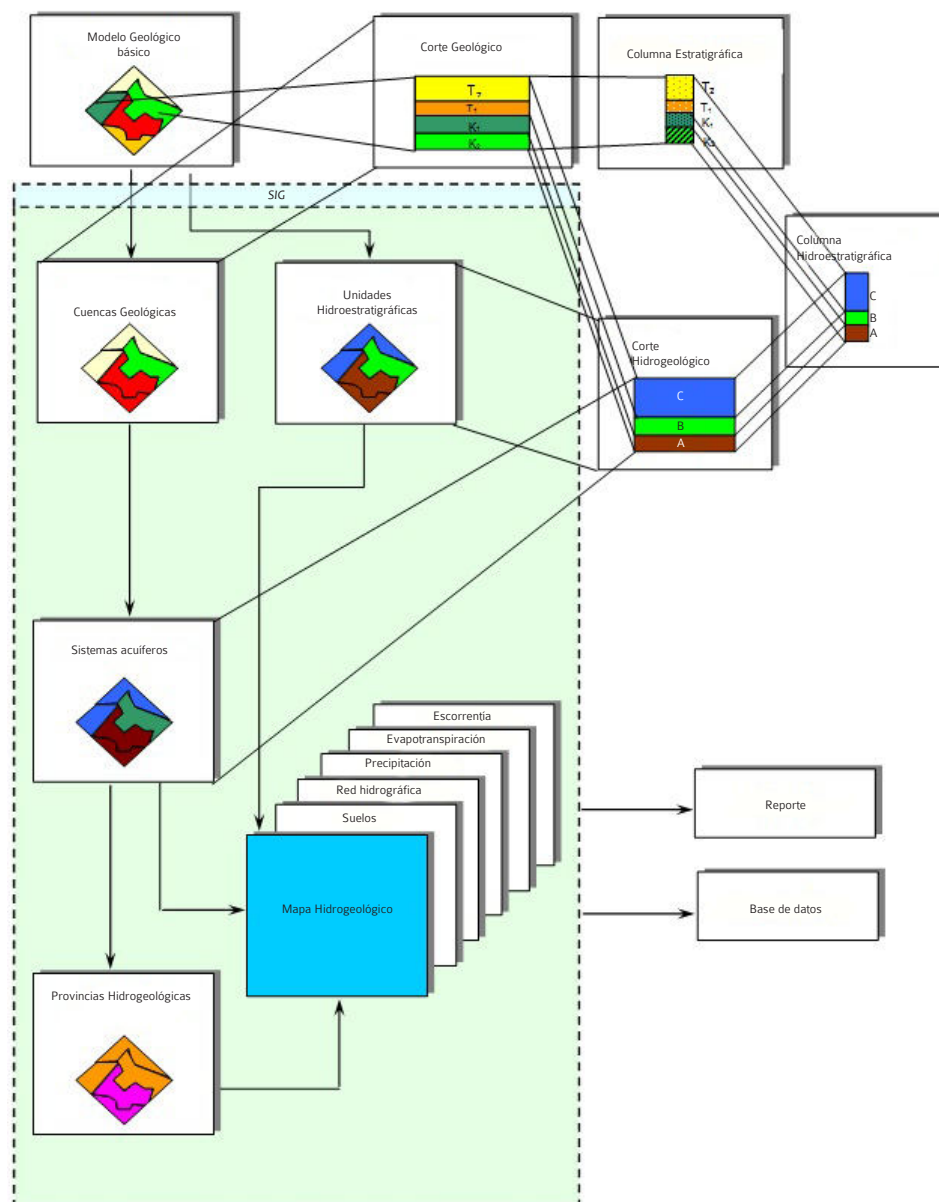 Modelo Geológico
básico
Corte Geológico
T₂
T₁
K₁
K₂
Columna Estratigráfica
T₂
T₁
K₁
K₂
SIG
Columna
Hidroestratigráfica
C
B
A
Cuencas Geológicas
Unidades
Hidroestratigráficas
Corte
Hidrogeológico
C
B
A
Sistemas acuíferos
Escorrentía
Evapotranspiración
Precipitación
Red hidrográfica
Suelos
Mapa Hidrogeológico
Reporte
Base de datos
Provincias Hidrogeológicas